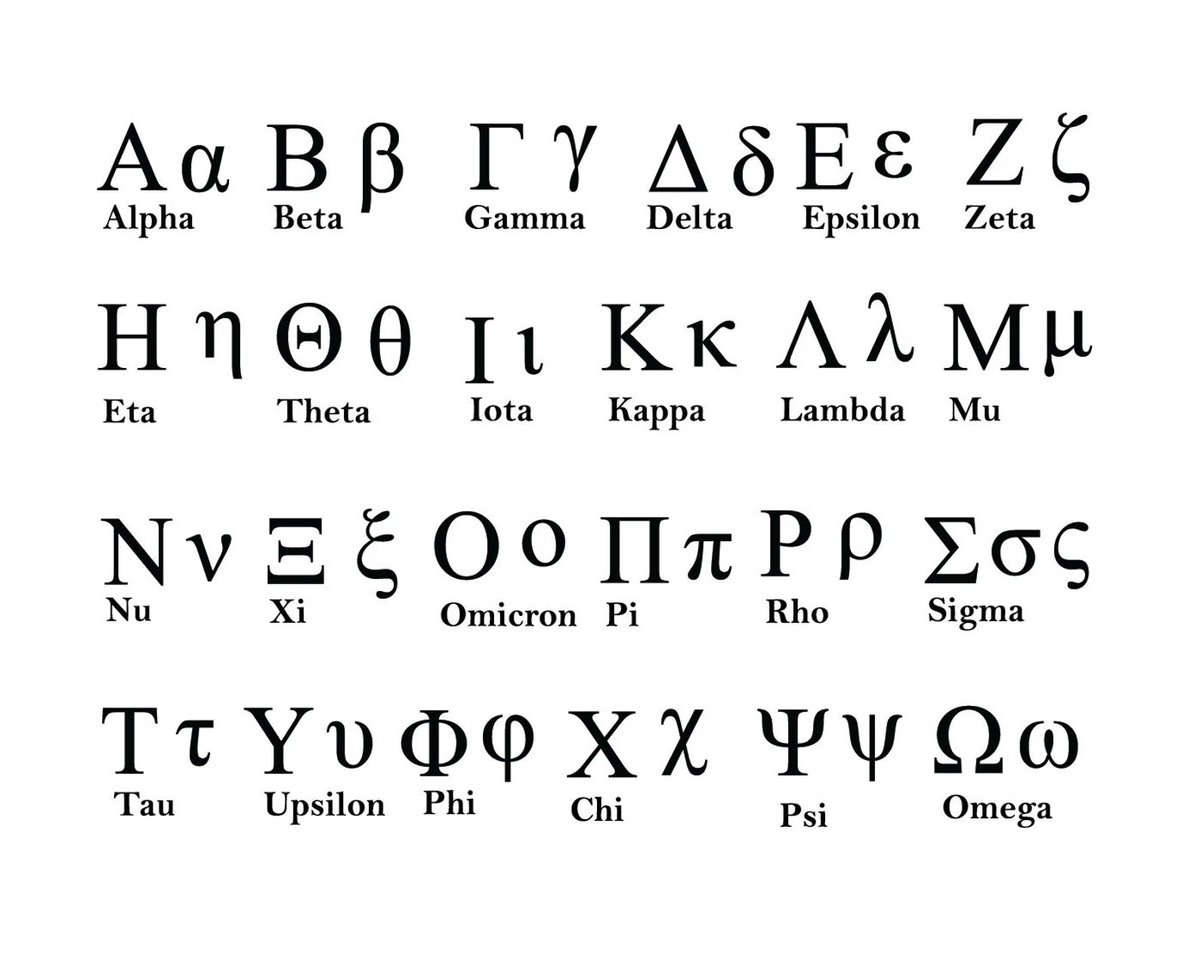 Α α Β β Γ γ Δ δ Ε ε Ζ ζ
Alpha Beta Gamma Delta Epsilon Zeta
Η η Θ θ Ι ι Κ κ Λ λ Μ μ
Eta Theta Iota Kappa Lambda Mu
Ν ν Ξ ξ Ο ο Π π Ρ ρ Σ σ ς
Nu Xi Omicron Pi Rho Sigma
Τ τ Υ υ Φ φ Χ χ Ψ ψ Ω ω
Tau Upsilon Phi Chi Psi Omega